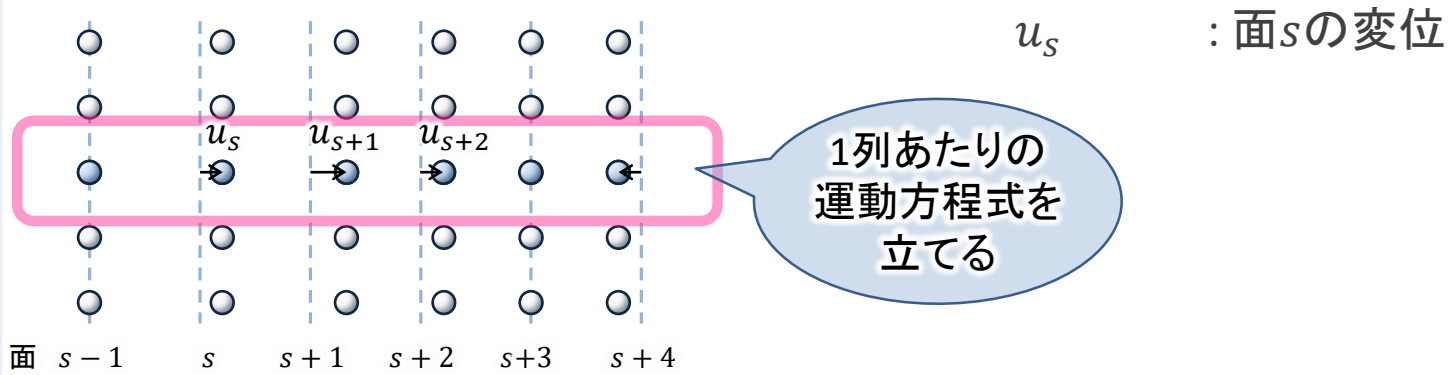 u_s : 面sの変位
u_s u_{s+1} u_{s+2}
1列あたりの
運動方程式を
立てる
面 s − 1 s s + 1 s + 2 s+3 s + 4